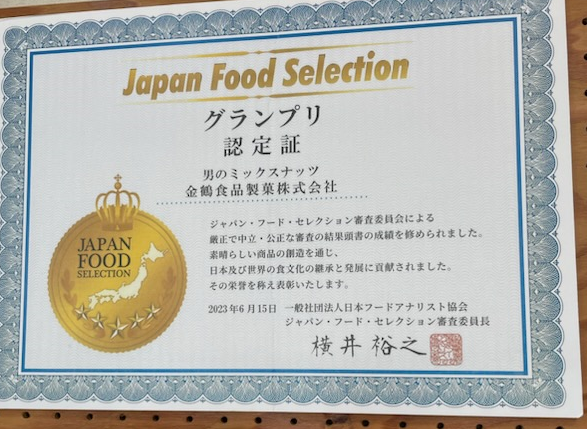 Japan Food Selection
グランプリ
認定証
男のミックスナッツ
金鶴食品製菓株式会社
JAPAN
FOOD
SELECTION
ジャパン・フード・セレクション審査委員会による
厳正で中立・公正な審査の結果頭書の成績を修められました。
素晴らしい商品の創造を通じ、
日本及び世界の食文化の継承と発展に貢献されました。
その栄誉を称え表彰いたします。
2023年6月15日 一般社団法人日本フードアナリスト協会
ジャパン・フード・セレクション審査委員長
横井裕之